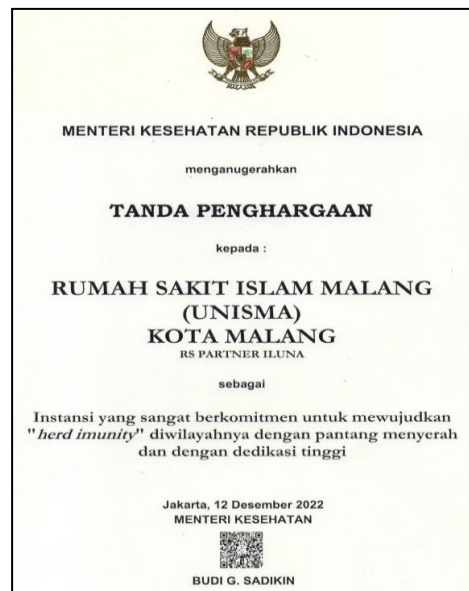 MENTERI KESEHATAN REPUBLIK INDONESIA
menganugerahkan
TANDA PENGHARGAAN
kepada :
RUMAH SAKIT ISLAM MALANG
(UNISMA)
KOTA MALANG
RS PARTNER ILUNA
sebagai
Instansi yang sangat berkomitmen untuk mewujudkan
"herd imunity" diwilayahnya dengan pantang menyerah
dan dengan dedikasi tinggi
Jakarta, 12 Desember 2022
MENTERI KESEHATAN
BUDI G. SADIKIN